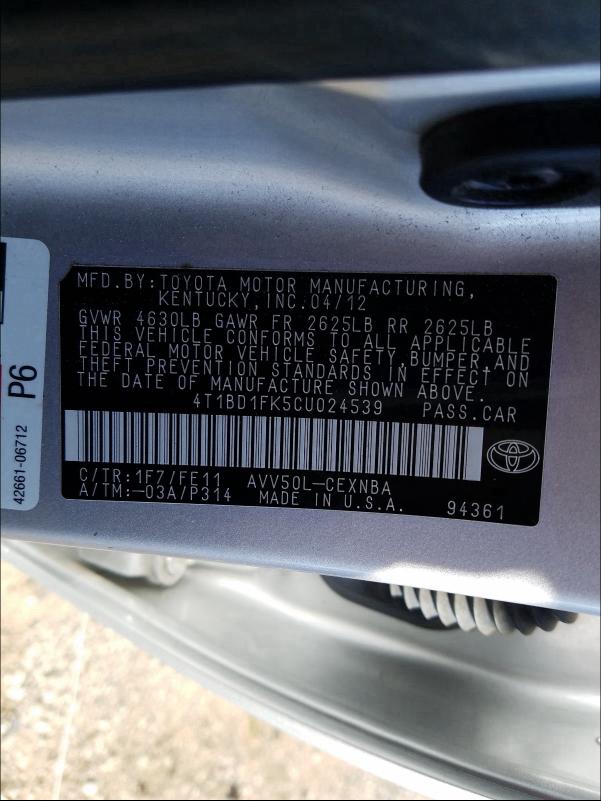 MFD.BY:TOYOTA MOTOR MANUFACTURING,
KENTUCKY,INC.04/12
GVWR 4630LB GAWR FR 2625LB RR 2625LB
THIS VEHICLE CONFORMS TO ALL APPLICABLE
FEDERAL MOTOR VEHICLE SAFETY,BUMPER,AND
THEFT PREVENTION STANDARDS IN EFFECT ON
THE DATE OF MANUFACTURE SHOWN ABOVE.
4T1BD1FK5CU024539 PASS.CAR
C/TR:1F7/FE11 AVV50L-CEXNBA
A/TM:-03A/P314 MADE IN U.S.A. 94361
P6
42661-06712